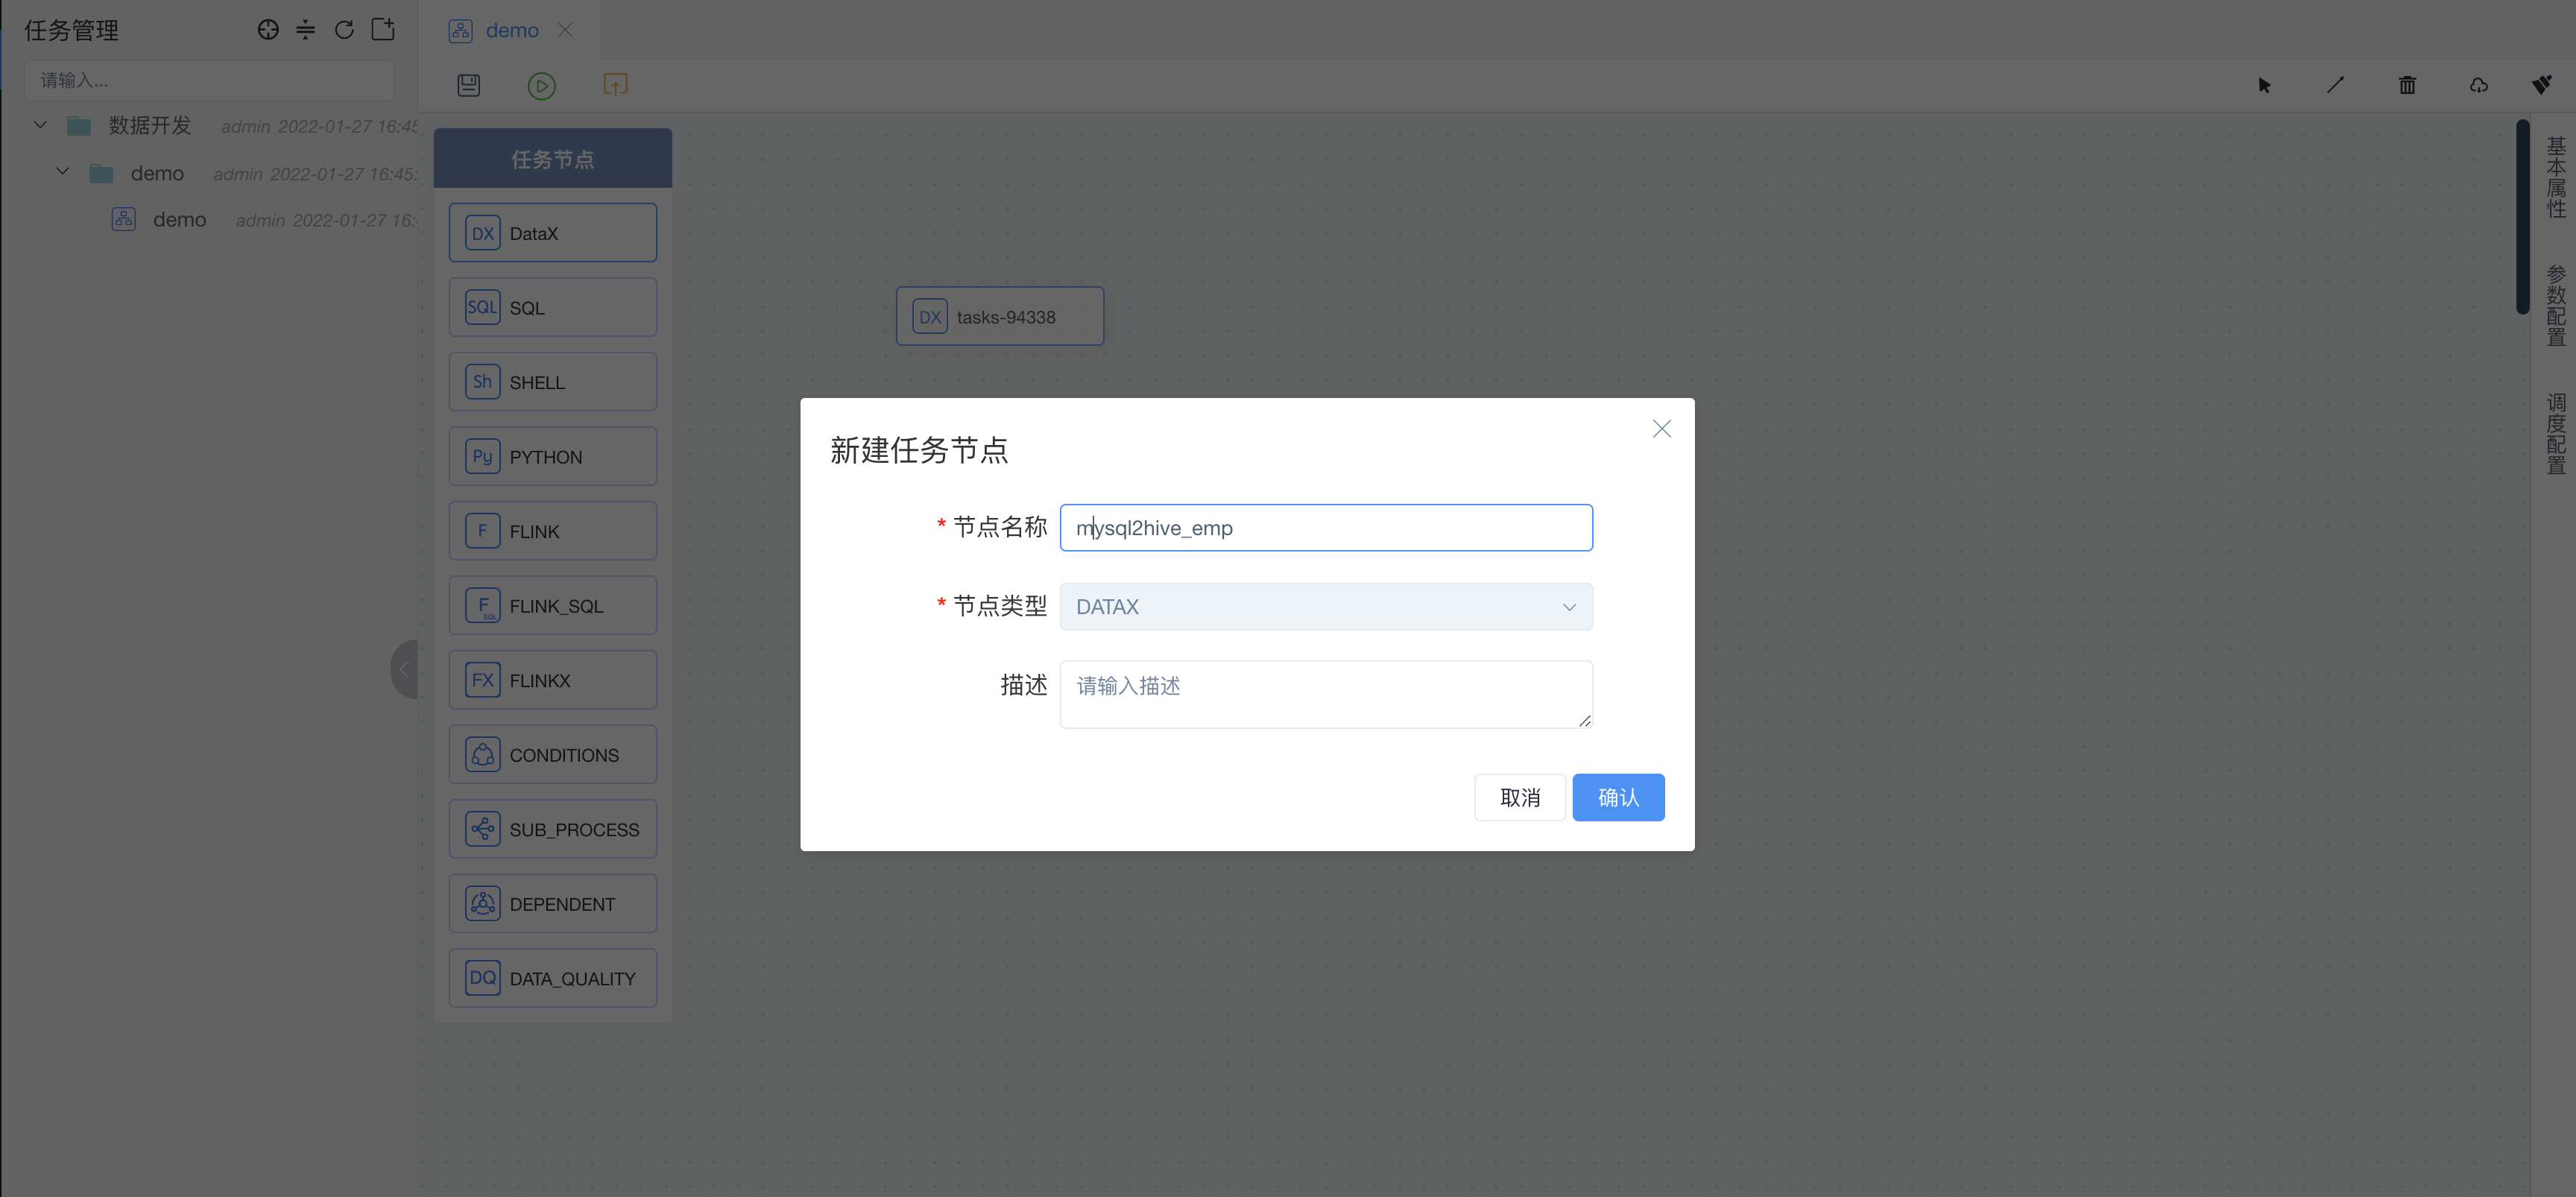 任务管理
请输入...
数据开发 admin 2022-01-27 16:45
demo admin 2022-01-27 16:45:
demo admin 2022-01-27 16:
demo
任务节点
DX DataX
SQL SQL
Sh SHELL
Py PYTHON
F FLINK
F SQL FLINK_SQL
FX FLINKX
CONDITIONS
SUB_PROCESS
DEPENDENT
DQ DATA_QUALITY
DX tasks-94338
新建任务节点
* 节点名称 mysql2hive_emp
* 节点类型 DATAX
描述 请输入描述
取消 确认
基本属性
参数配置
调度配置